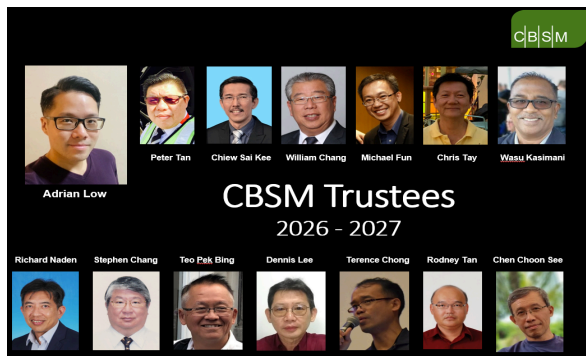 C|B|S|M
Peter Tan Chiew Sai Kee William Chang Michael Fun Chris Tay Wasu Kasimani
Adrian Low
CBSM Trustees
2026 - 2027
Richard Naden Stephen Chang Teo Pek Bing Dennis Lee Terence Chong Rodney Tan Chen Choon See